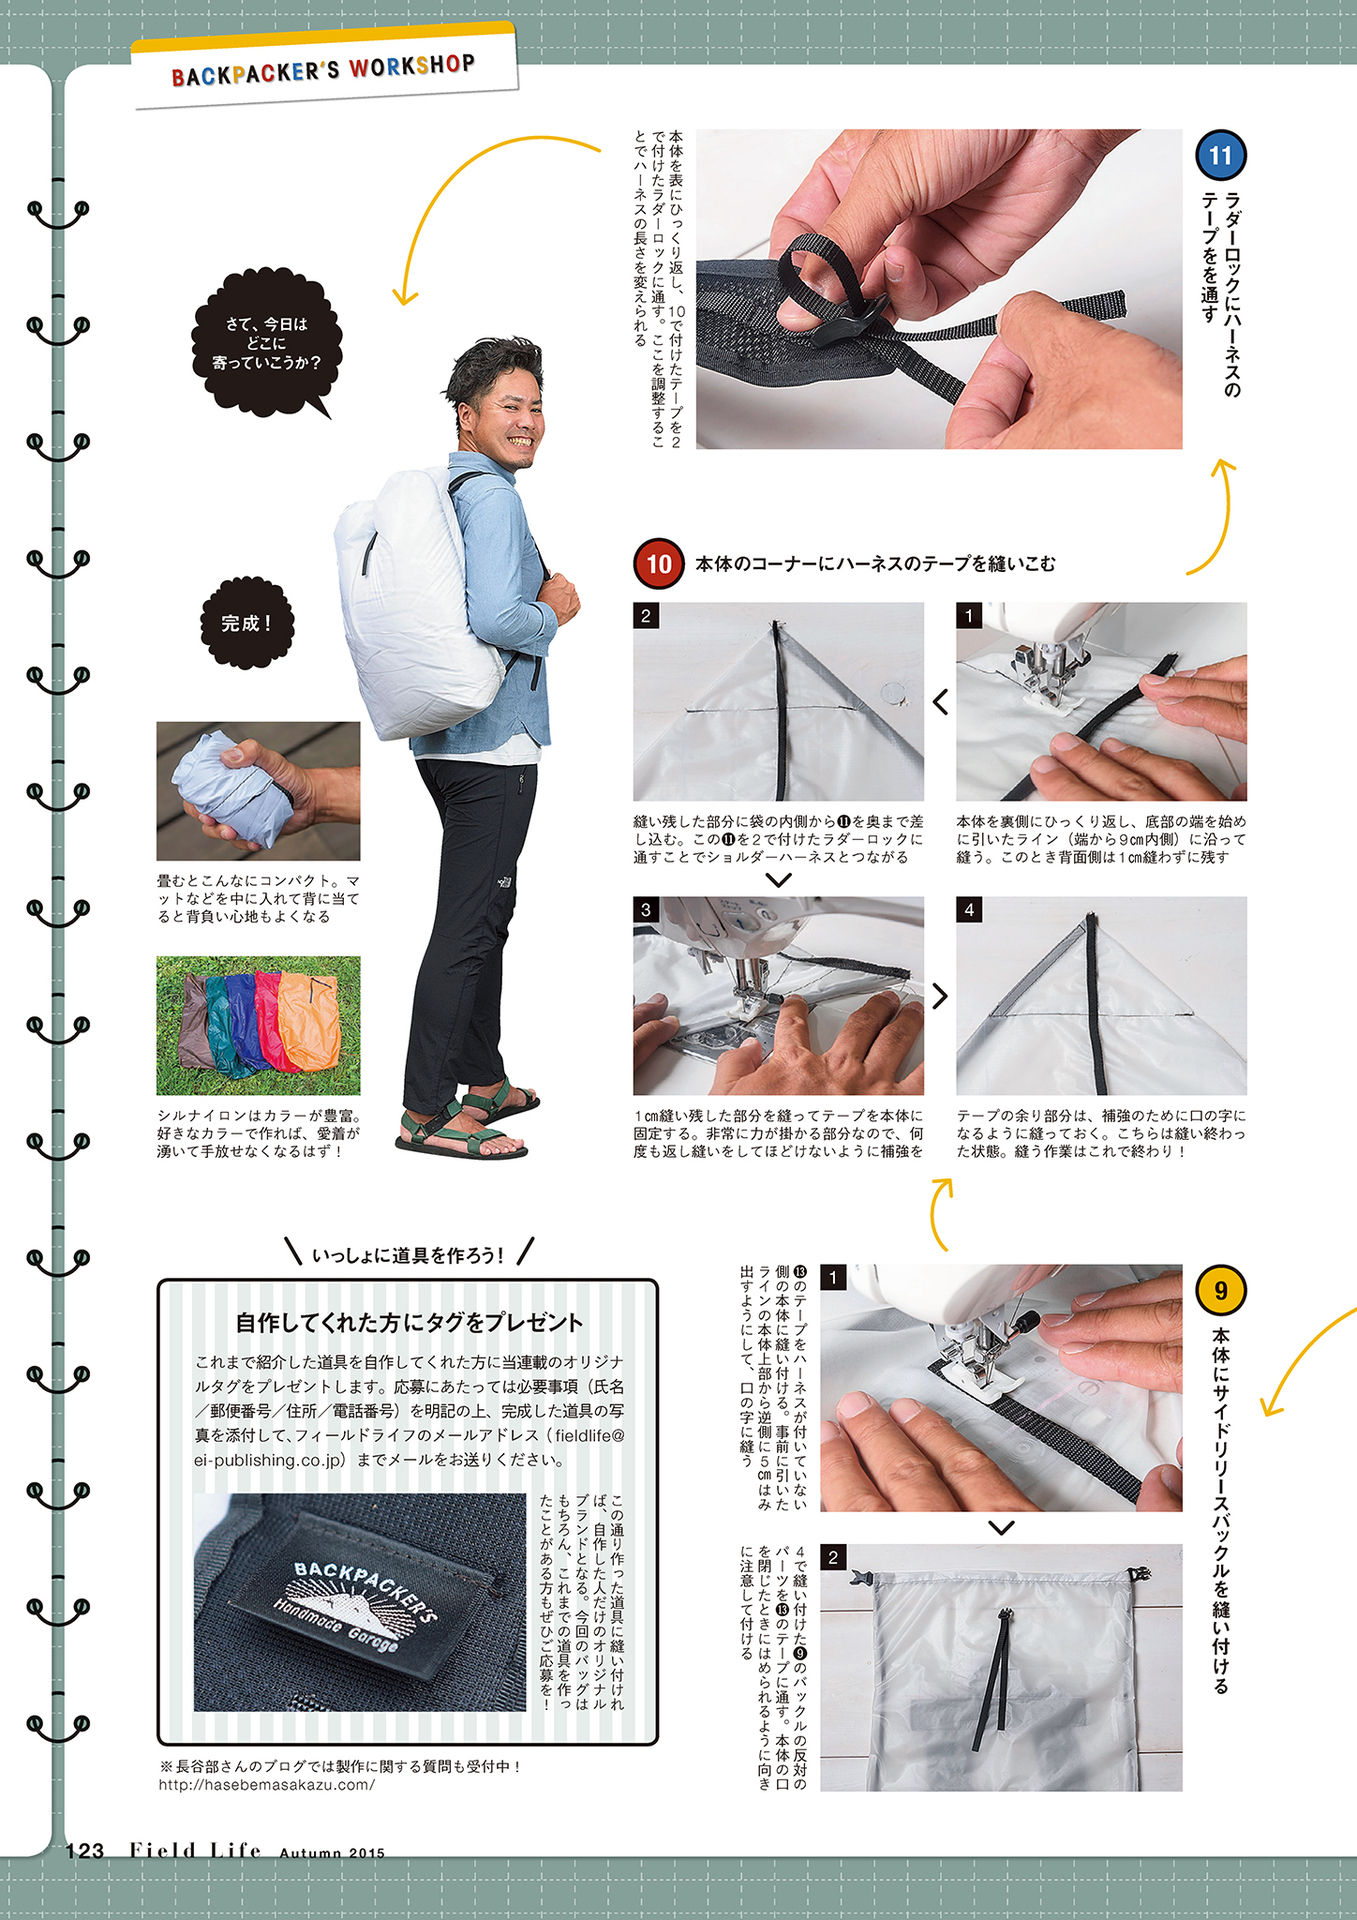 BACKPACKER'S WORKSHOP
9
本体にサイドリリースバックルを縫い付ける
1
⓭のテープをハーネスが付いていない
側の本体に縫い付ける。事前に引いた
ラインの本体上部から逆側に5㎝はみ
出すようにして、口の字に縫う
2
4で縫い付けた❾のバックルの反対の
パーツを⓭のテープに通す。本体の口
を閉じたときにはめられるように向き
に注意して付ける
10
本体のコーナーにハーネスのテープを縫いこむ
1
本体を裏側にひっくり返し、底部の端を始め
に引いたライン（端から9㎝内側）に沿って
縫う。このとき背面側は1㎝縫わずに残す
2
縫い残した部分に袋の内側から⓫を奥まで差
し込む。この⓫を2で付けたラダーロックに
通すことでショルダーハーネスとつながる
3
1㎝縫い残した部分を縫ってテープを本体に
固定する。非常に力が掛かる部分なので、何
度も返し縫いをしてほどけないように補強を
4
テープの余り部分は、補強のために口の字に
なるように縫っておく。こちらは縫い終わっ
た状態。縫う作業はこれで終わり！
11
ラダーロックにハーネスの
テープをを通す
本体を表にひっくり返し、10で付けたテープを2
で付けたラダーロックに通す。ここを調整するこ
とでハーネスの長さを変えられる
さて、今日は
どこに
寄っていこうか？
完成！
畳むとこんなにコンパクト。マ
ットなどを中に入れて背に当て
ると背負い心地もよくなる
シルナイロンはカラーが豊富。
好きなカラーで作れば、愛着が
湧いて手放せなくなるはず！
いっしょに道具を作ろう！
自作してくれた方にタグをプレゼント
これまで紹介した道具を自作してくれた方に当連載のオリジナ
ルタグをプレゼントします。応募にあたっては必要事項（氏名
／郵便番号／住所／電話番号）を明記の上、完成した道具の写
真を添付して、フィールドライフのメールアドレス（fieldlife@
ei-publishing.co.jp）までメールをお送りください。
BACKPACKER'S
Handmade Garage
この通り作った道具に縫い付けれ
ば、自作した人だけのオリジナル
ブランドとなる。今回のバッグは
もちろん、これまでの道具を作っ
たことがある方もぜひご応募を！
※長谷部さんのブログでは製作に関する質問も受付中！
http://hasebemasakazu.com/
123 Field Life Autumn 2015